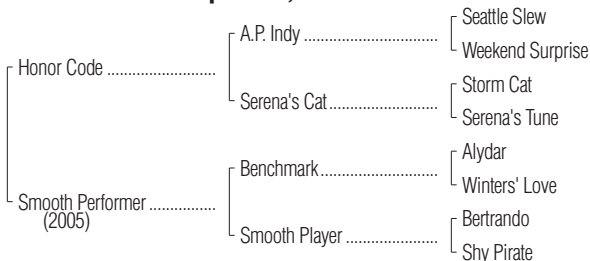 Seattle Slew
A.P. Indy
Weekend Surprise
Honor Code
Storm Cat
Serena's Cat
Serena's Tune
Alydar
Benchmark
Winters' Love
Smooth Performer
(2005)
Bertrando
Smooth Player
Shy Pirate